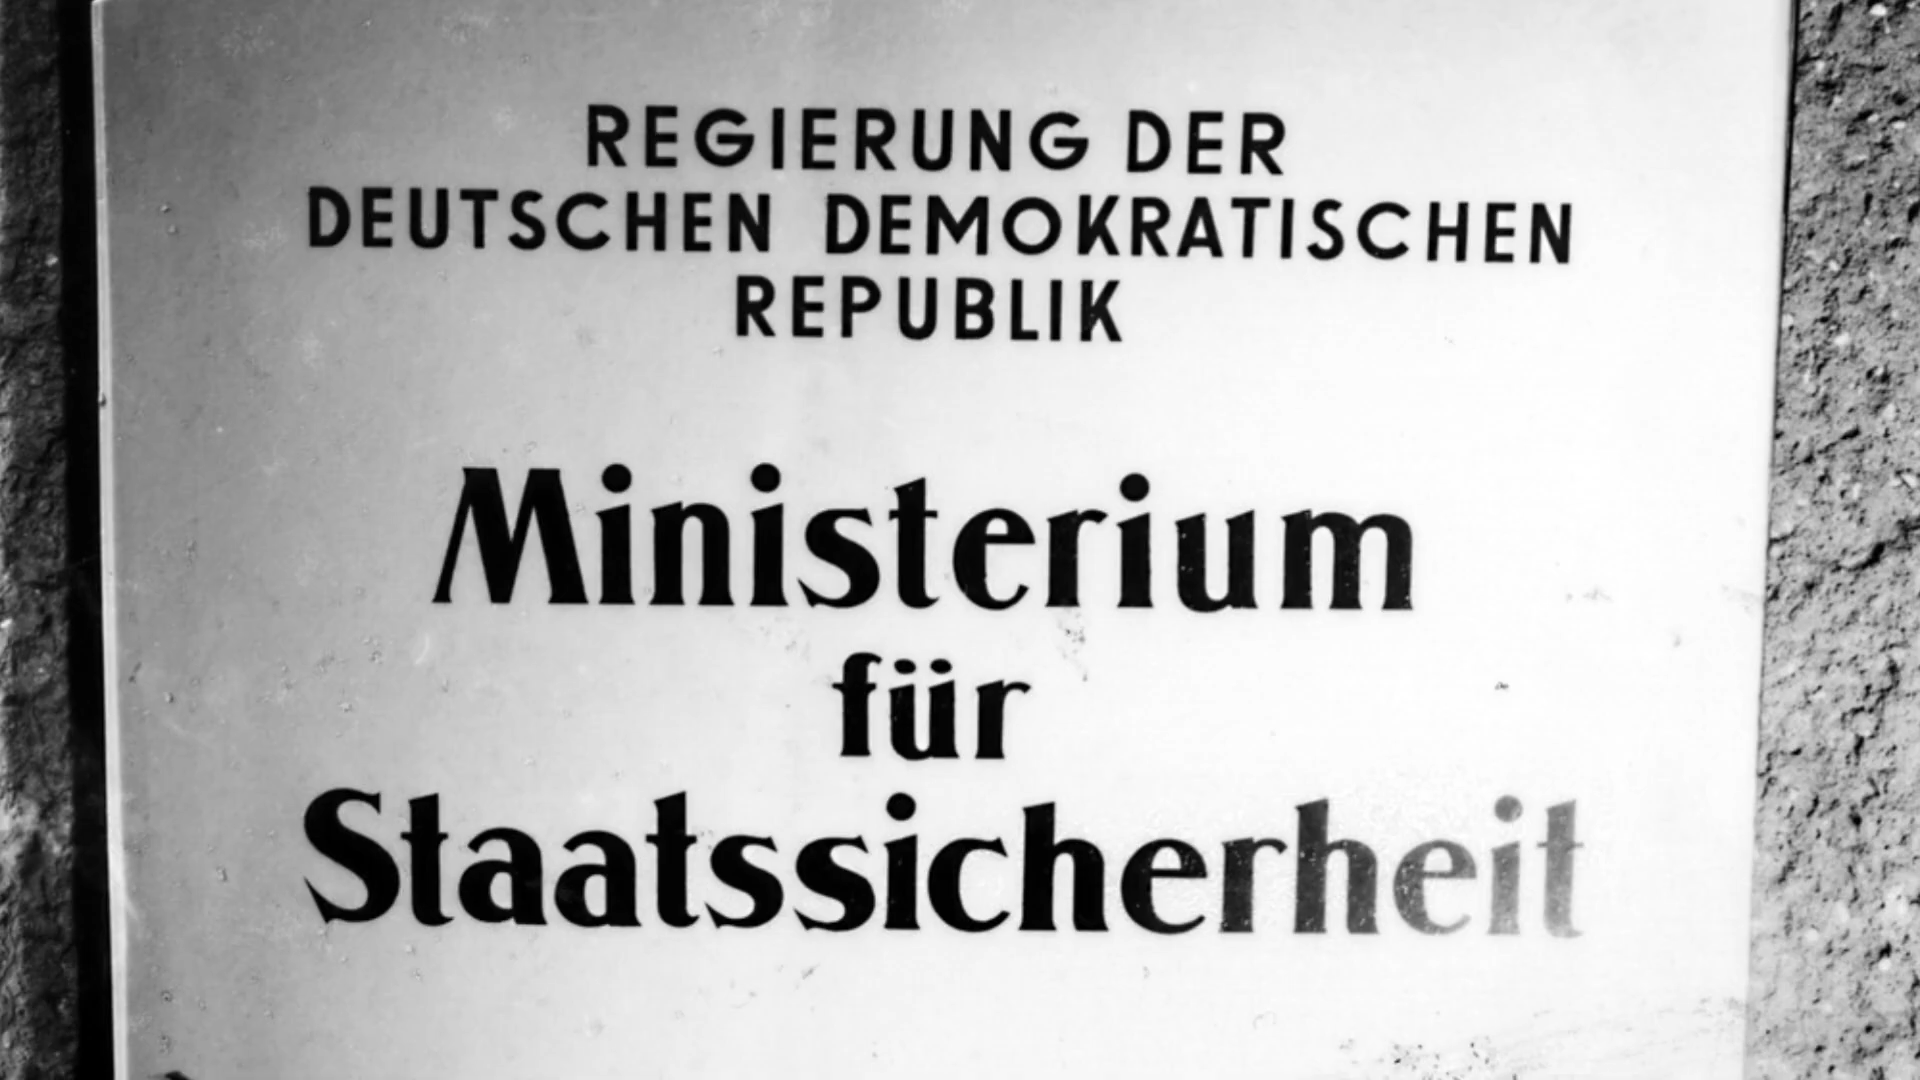 REGIERUNG DER
DEUTSCHEN DEMOKRATISCHEN
REPUBLIK
Ministerium
für
Staatssicherheit